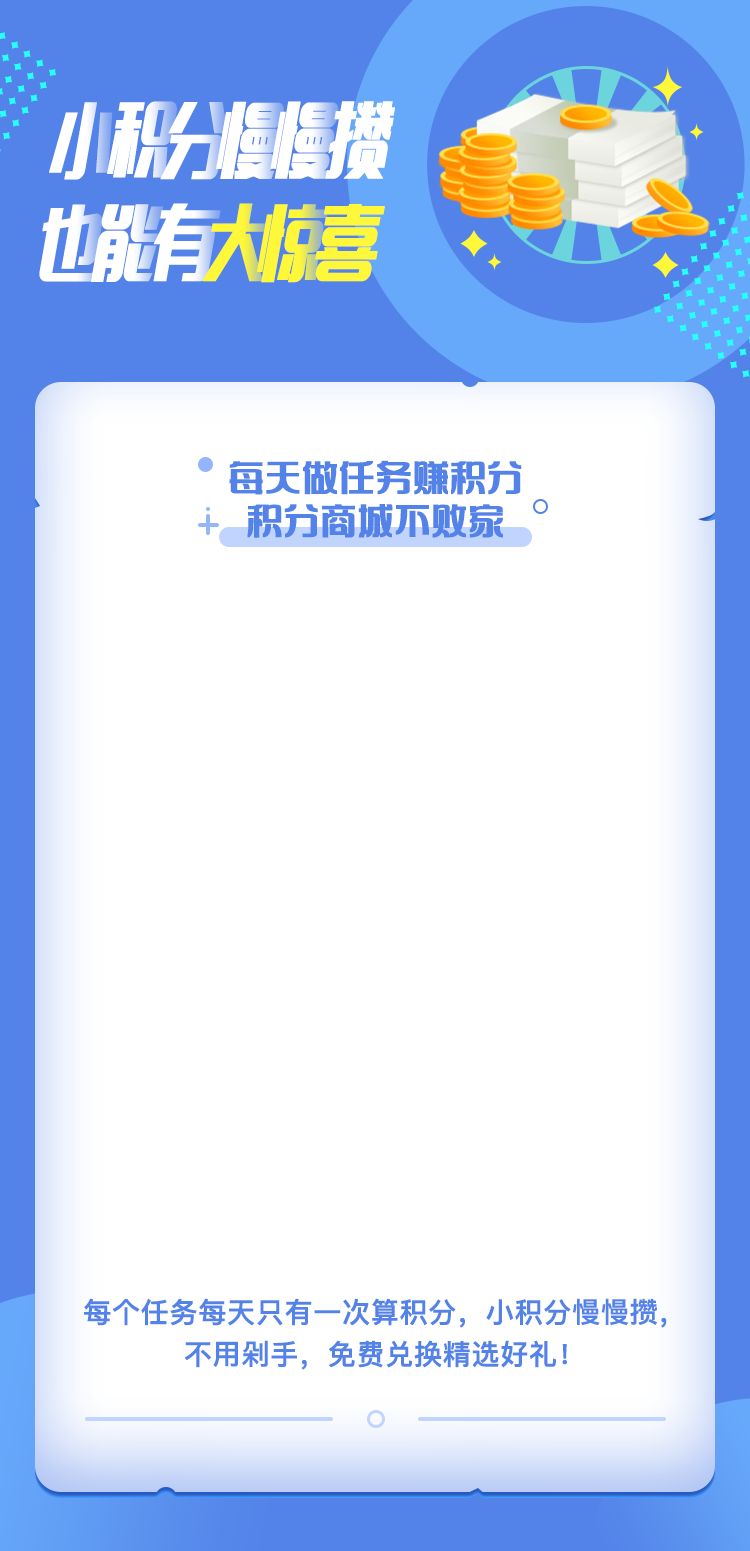 小积分慢慢攒
也能有大惊喜
每天做任务赚积分
积分商城不败家
每个任务每天只有一次算积分，小积分慢慢攒，
不用剁手，免费兑换精选好礼！